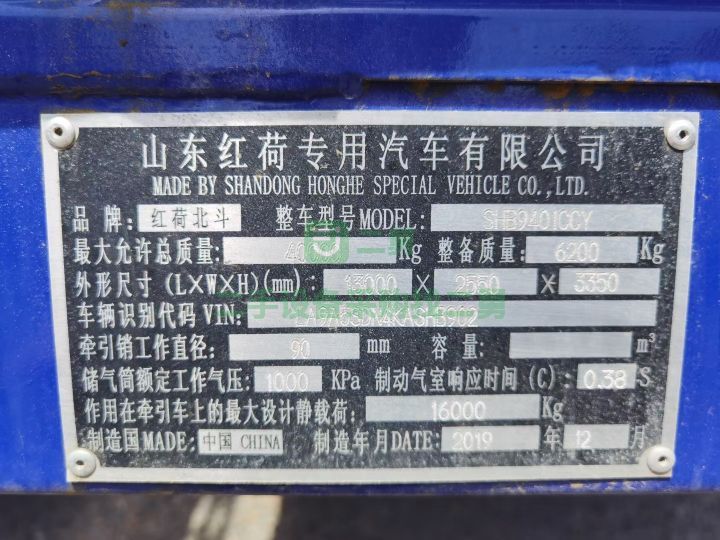 山东红荷专用汽车有限公司
MADE BY SHANDONG HONGHE SPECIAL VEHICLE CO.,LTD.
品 牌: 红荷北斗 整车型号MODEL: SHB9401CCY
最大允许总质量: Kg 整备质量: 6200 Kg
外形尺寸 (L×W×H)(mm): 13000 × 2550 × 3350
车辆识别代码 VIN:
牵引销工作直径: 90 mm 容 量: m³
储气筒额定工作气压: 1000 KPa 制动气室响应时间 (C): 0.38 S
作用在牵引车上的最大设计静载荷: 16000 Kg
制造国MADE: 中国 CHINA 制造年月DATE: 2019 年 12 月